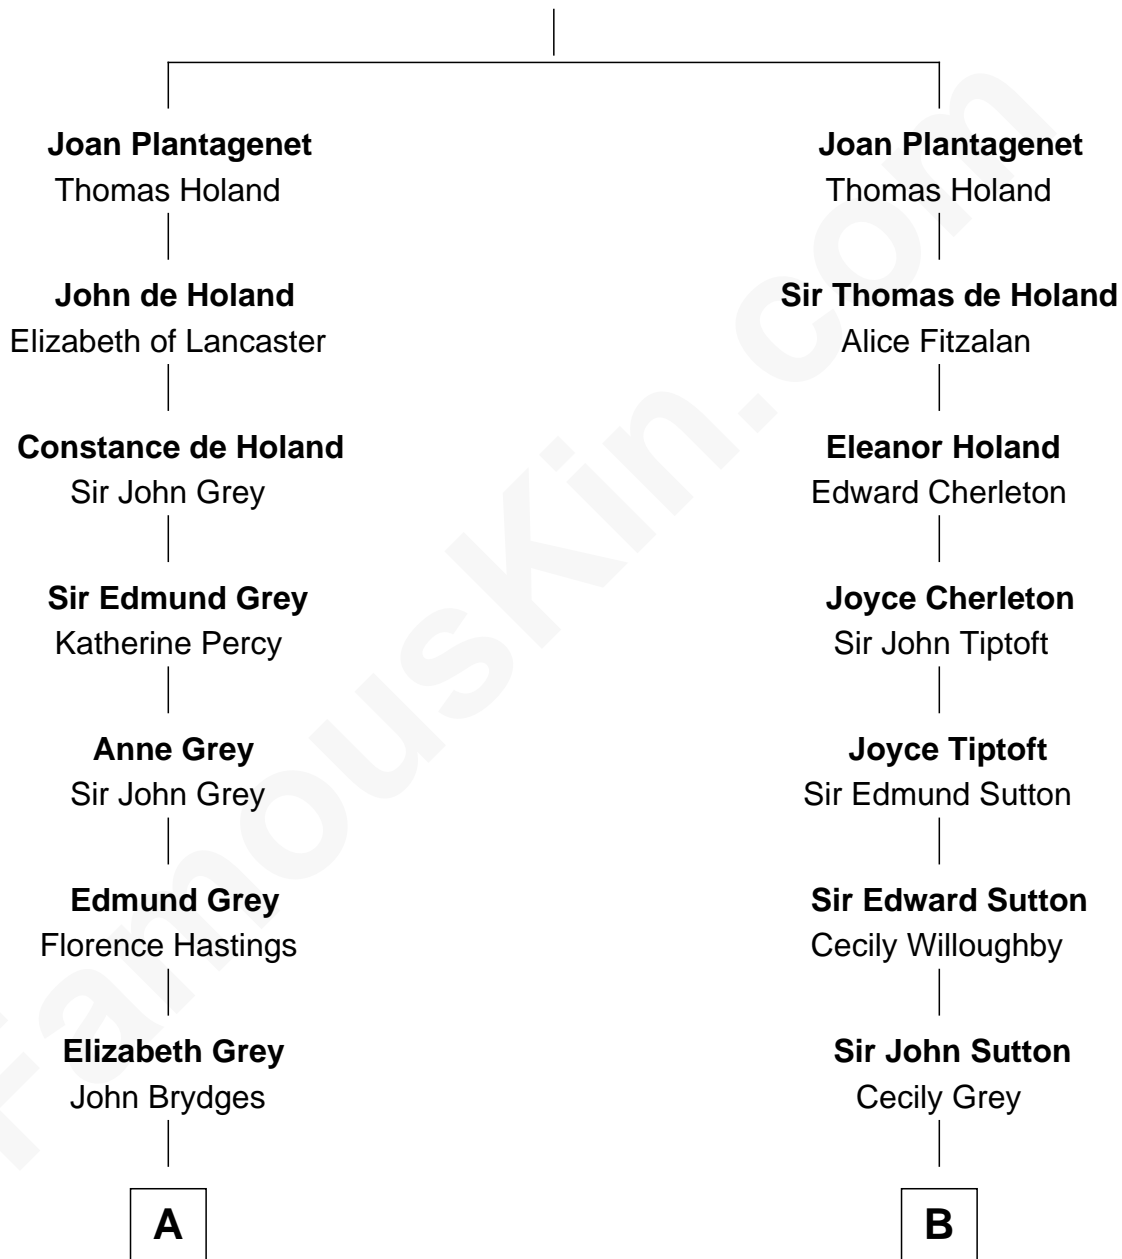 Joan Plantagenet
Thomas Holand
John de Holand
Elizabeth of Lancaster
Constance de Holand
Sir John Grey
Sir Edmund Grey
Katherine Percy
Anne Grey
Sir John Grey
Edmund Grey
Florence Hastings
Elizabeth Grey
John Brydges
A
Joan Plantagenet
Thomas Holand
Sir Thomas de Holand
Alice Fitzalan
Eleanor Holand
Edward Cherleton
Joyce Cherleton
Sir John Tiptoft
Joyce Tiptoft
Sir Edmund Sutton
Sir Edward Sutton
Cecily Willoughby
Sir John Sutton
Cecily Grey
B
FamousKin.com